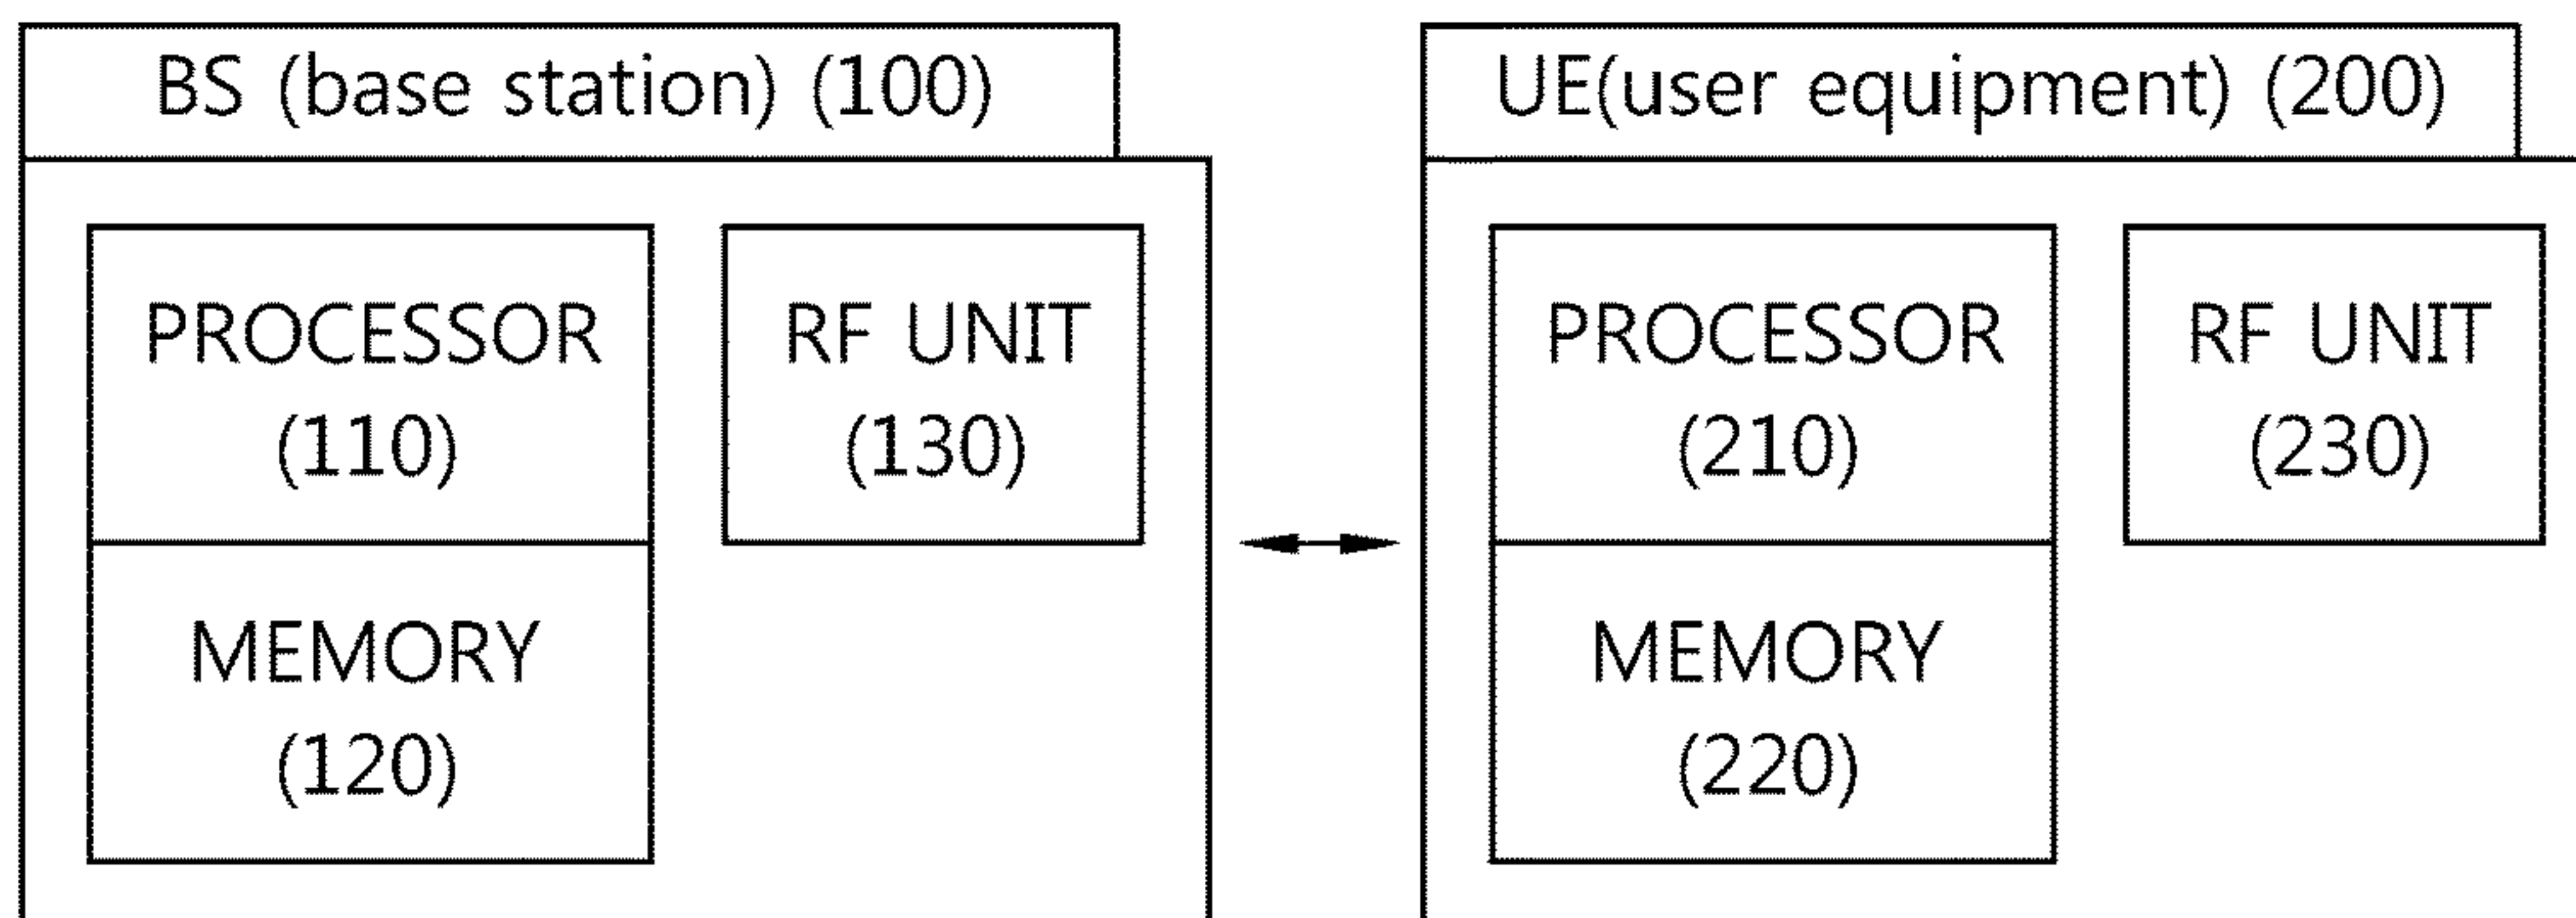 BS (base station) (100)
PROCESSOR
(110)
RF UNIT
(130)
MEMORY
(120)
UE(user equipment) (200)
PROCESSOR
(210)
RF UNIT
(230)
MEMORY
(220)